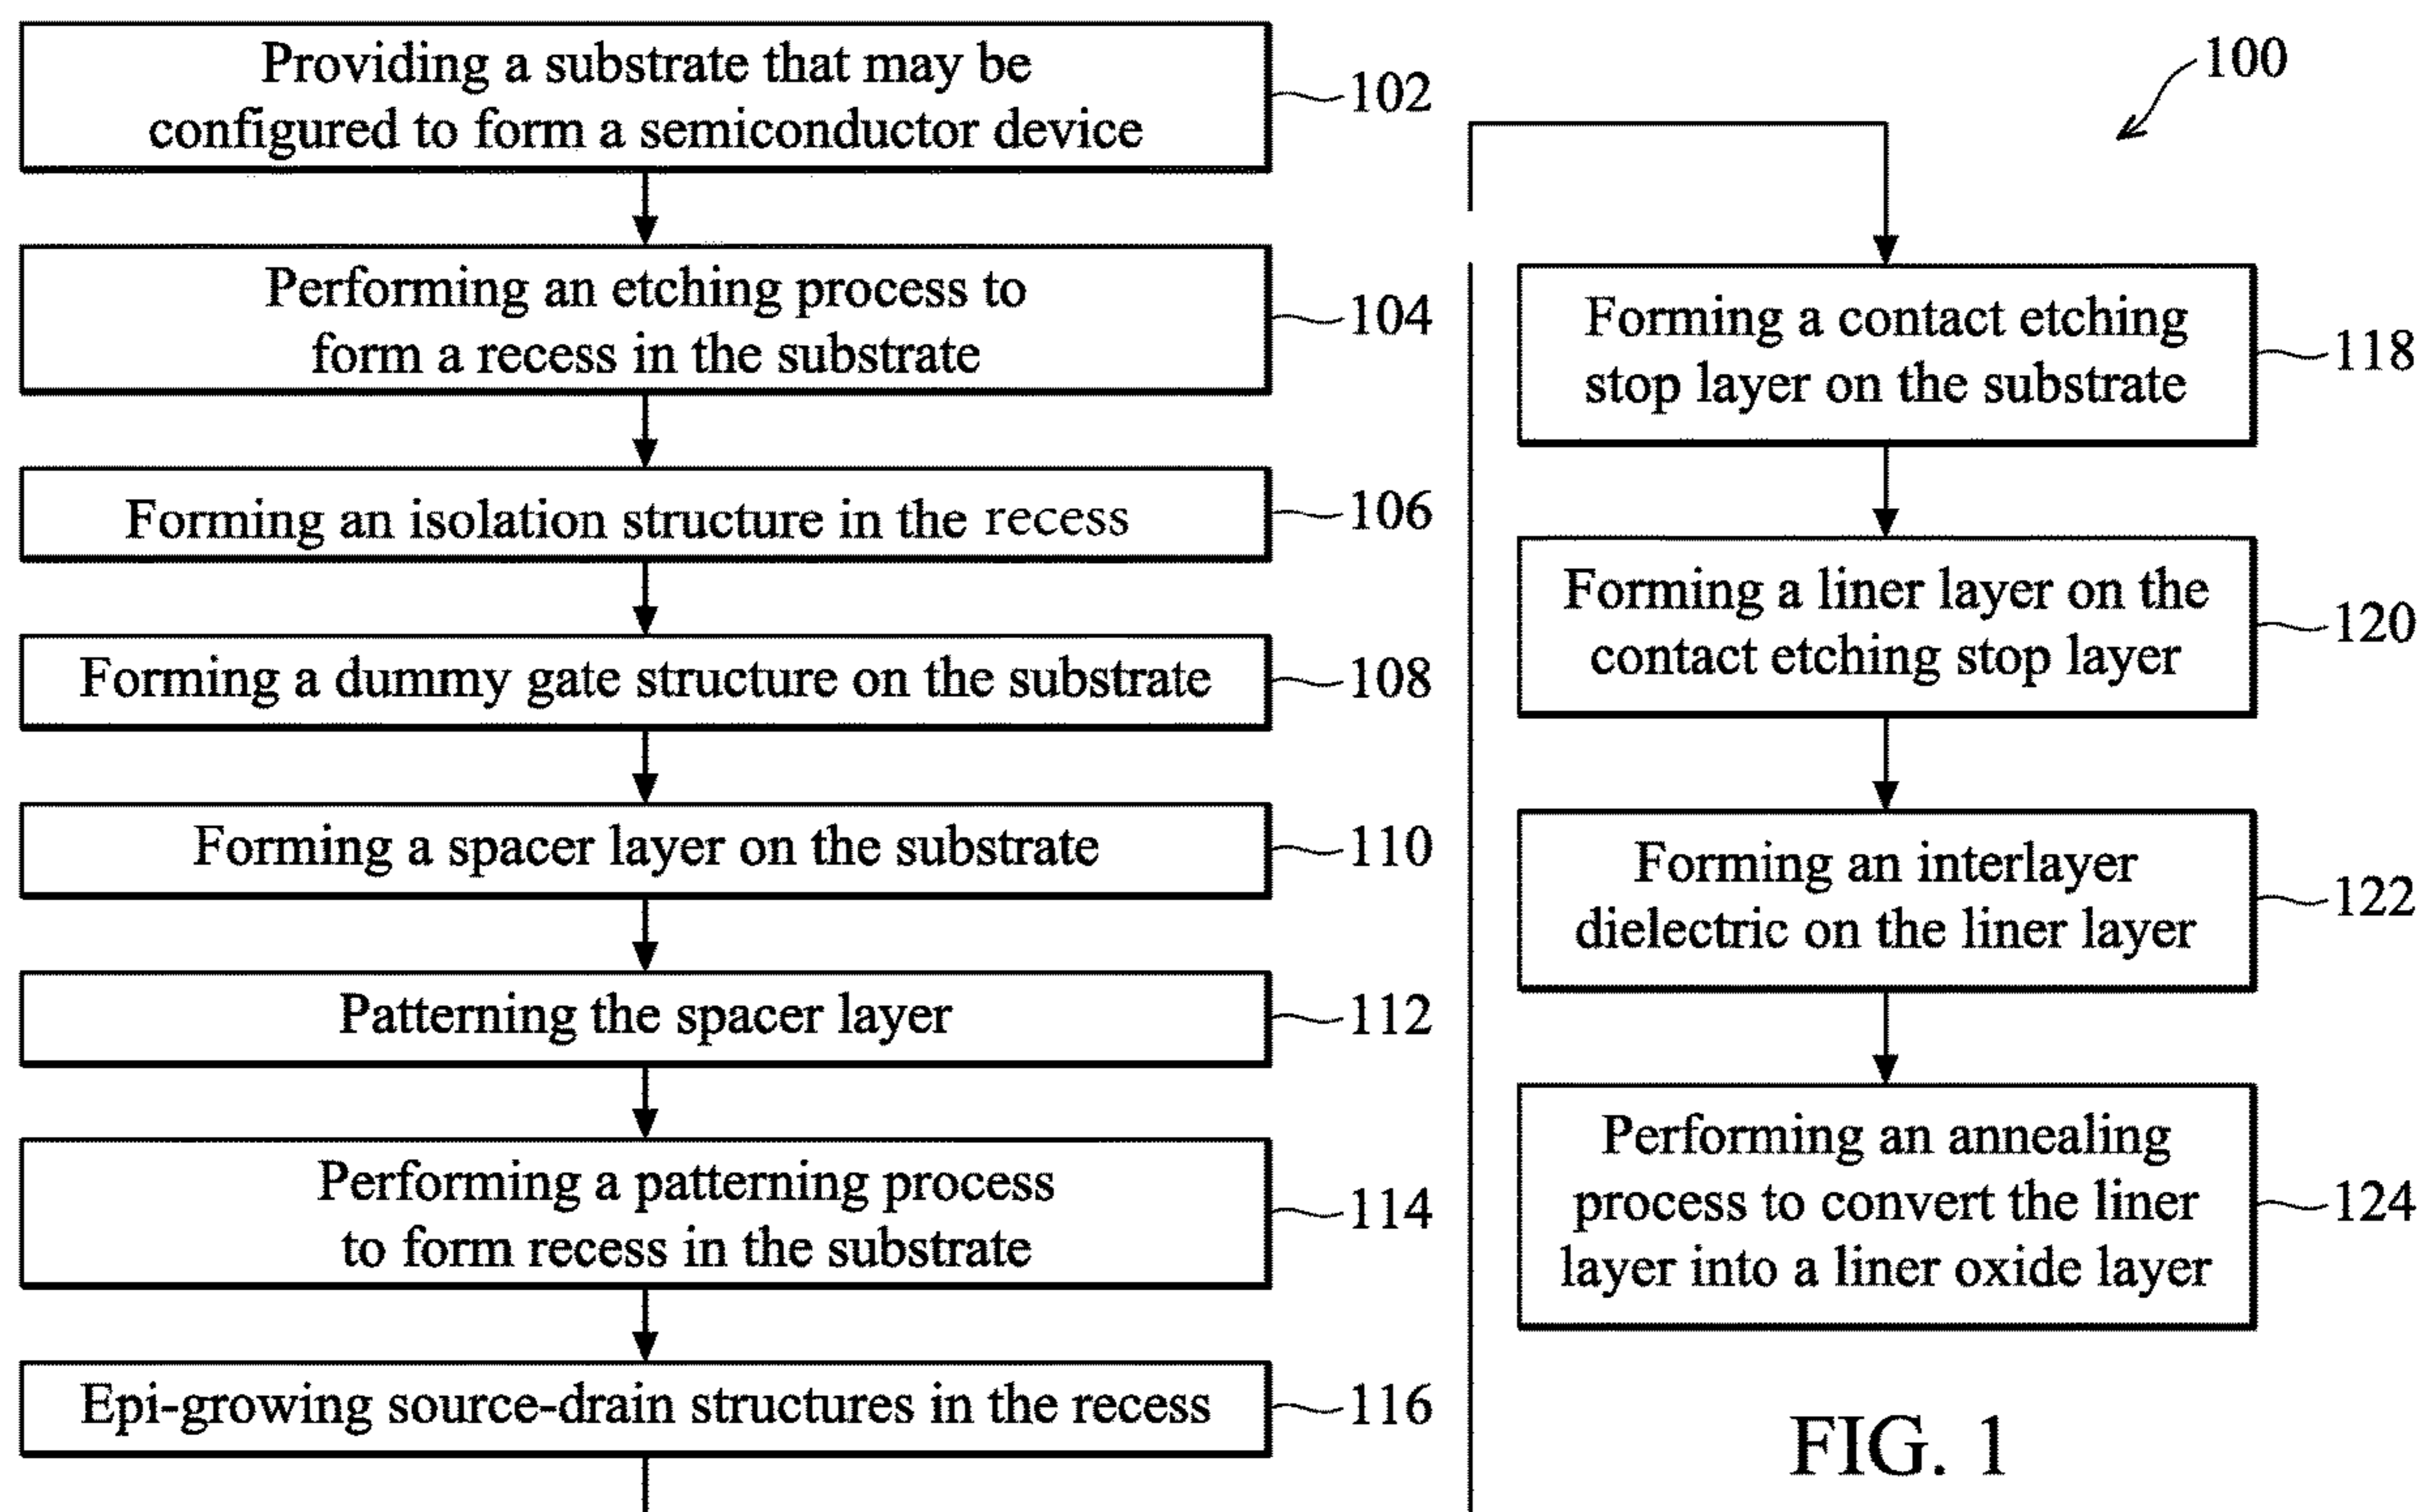 Providing a substrate that may be
configured to form a semiconductor device
102
Performing an etching process to
form a recess in the substrate
104
Forming an isolation structure in the recess
106
Forming a dummy gate structure on the substrate
108
Forming a spacer layer on the substrate
110
Patterning the spacer layer
112
Performing a patterning process
to form recess in the substrate
114
Epi-growing source-drain structures in the recess
116
100
Forming a contact etching
stop layer on the substrate
118
Forming a liner layer on the
contact etching stop layer
120
Forming an interlayer
dielectric on the liner layer
122
Performing an annealing
process to convert the liner
layer into a liner oxide layer
124
FIG. 1